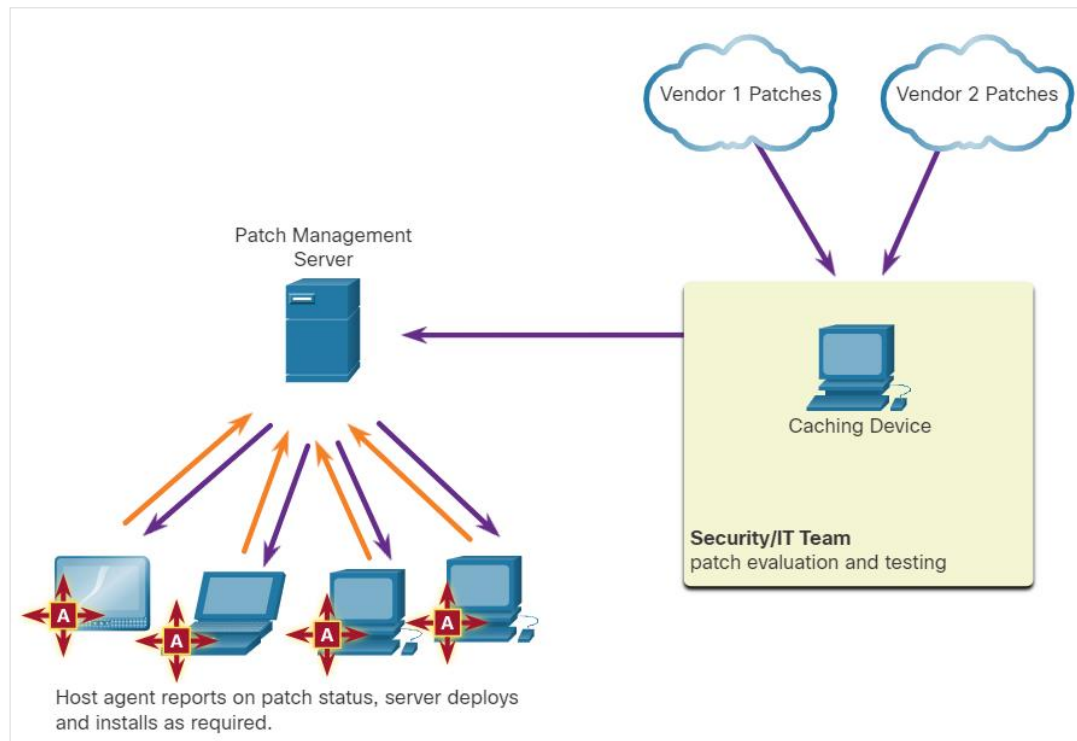 Vendor 1 Patches
Vendor 2 Patches
Patch Management
Server
Caching Device
Security/IT Team
patch evaluation and testing
A
A
A
A
Host agent reports on patch status, server deploys
and installs as required.